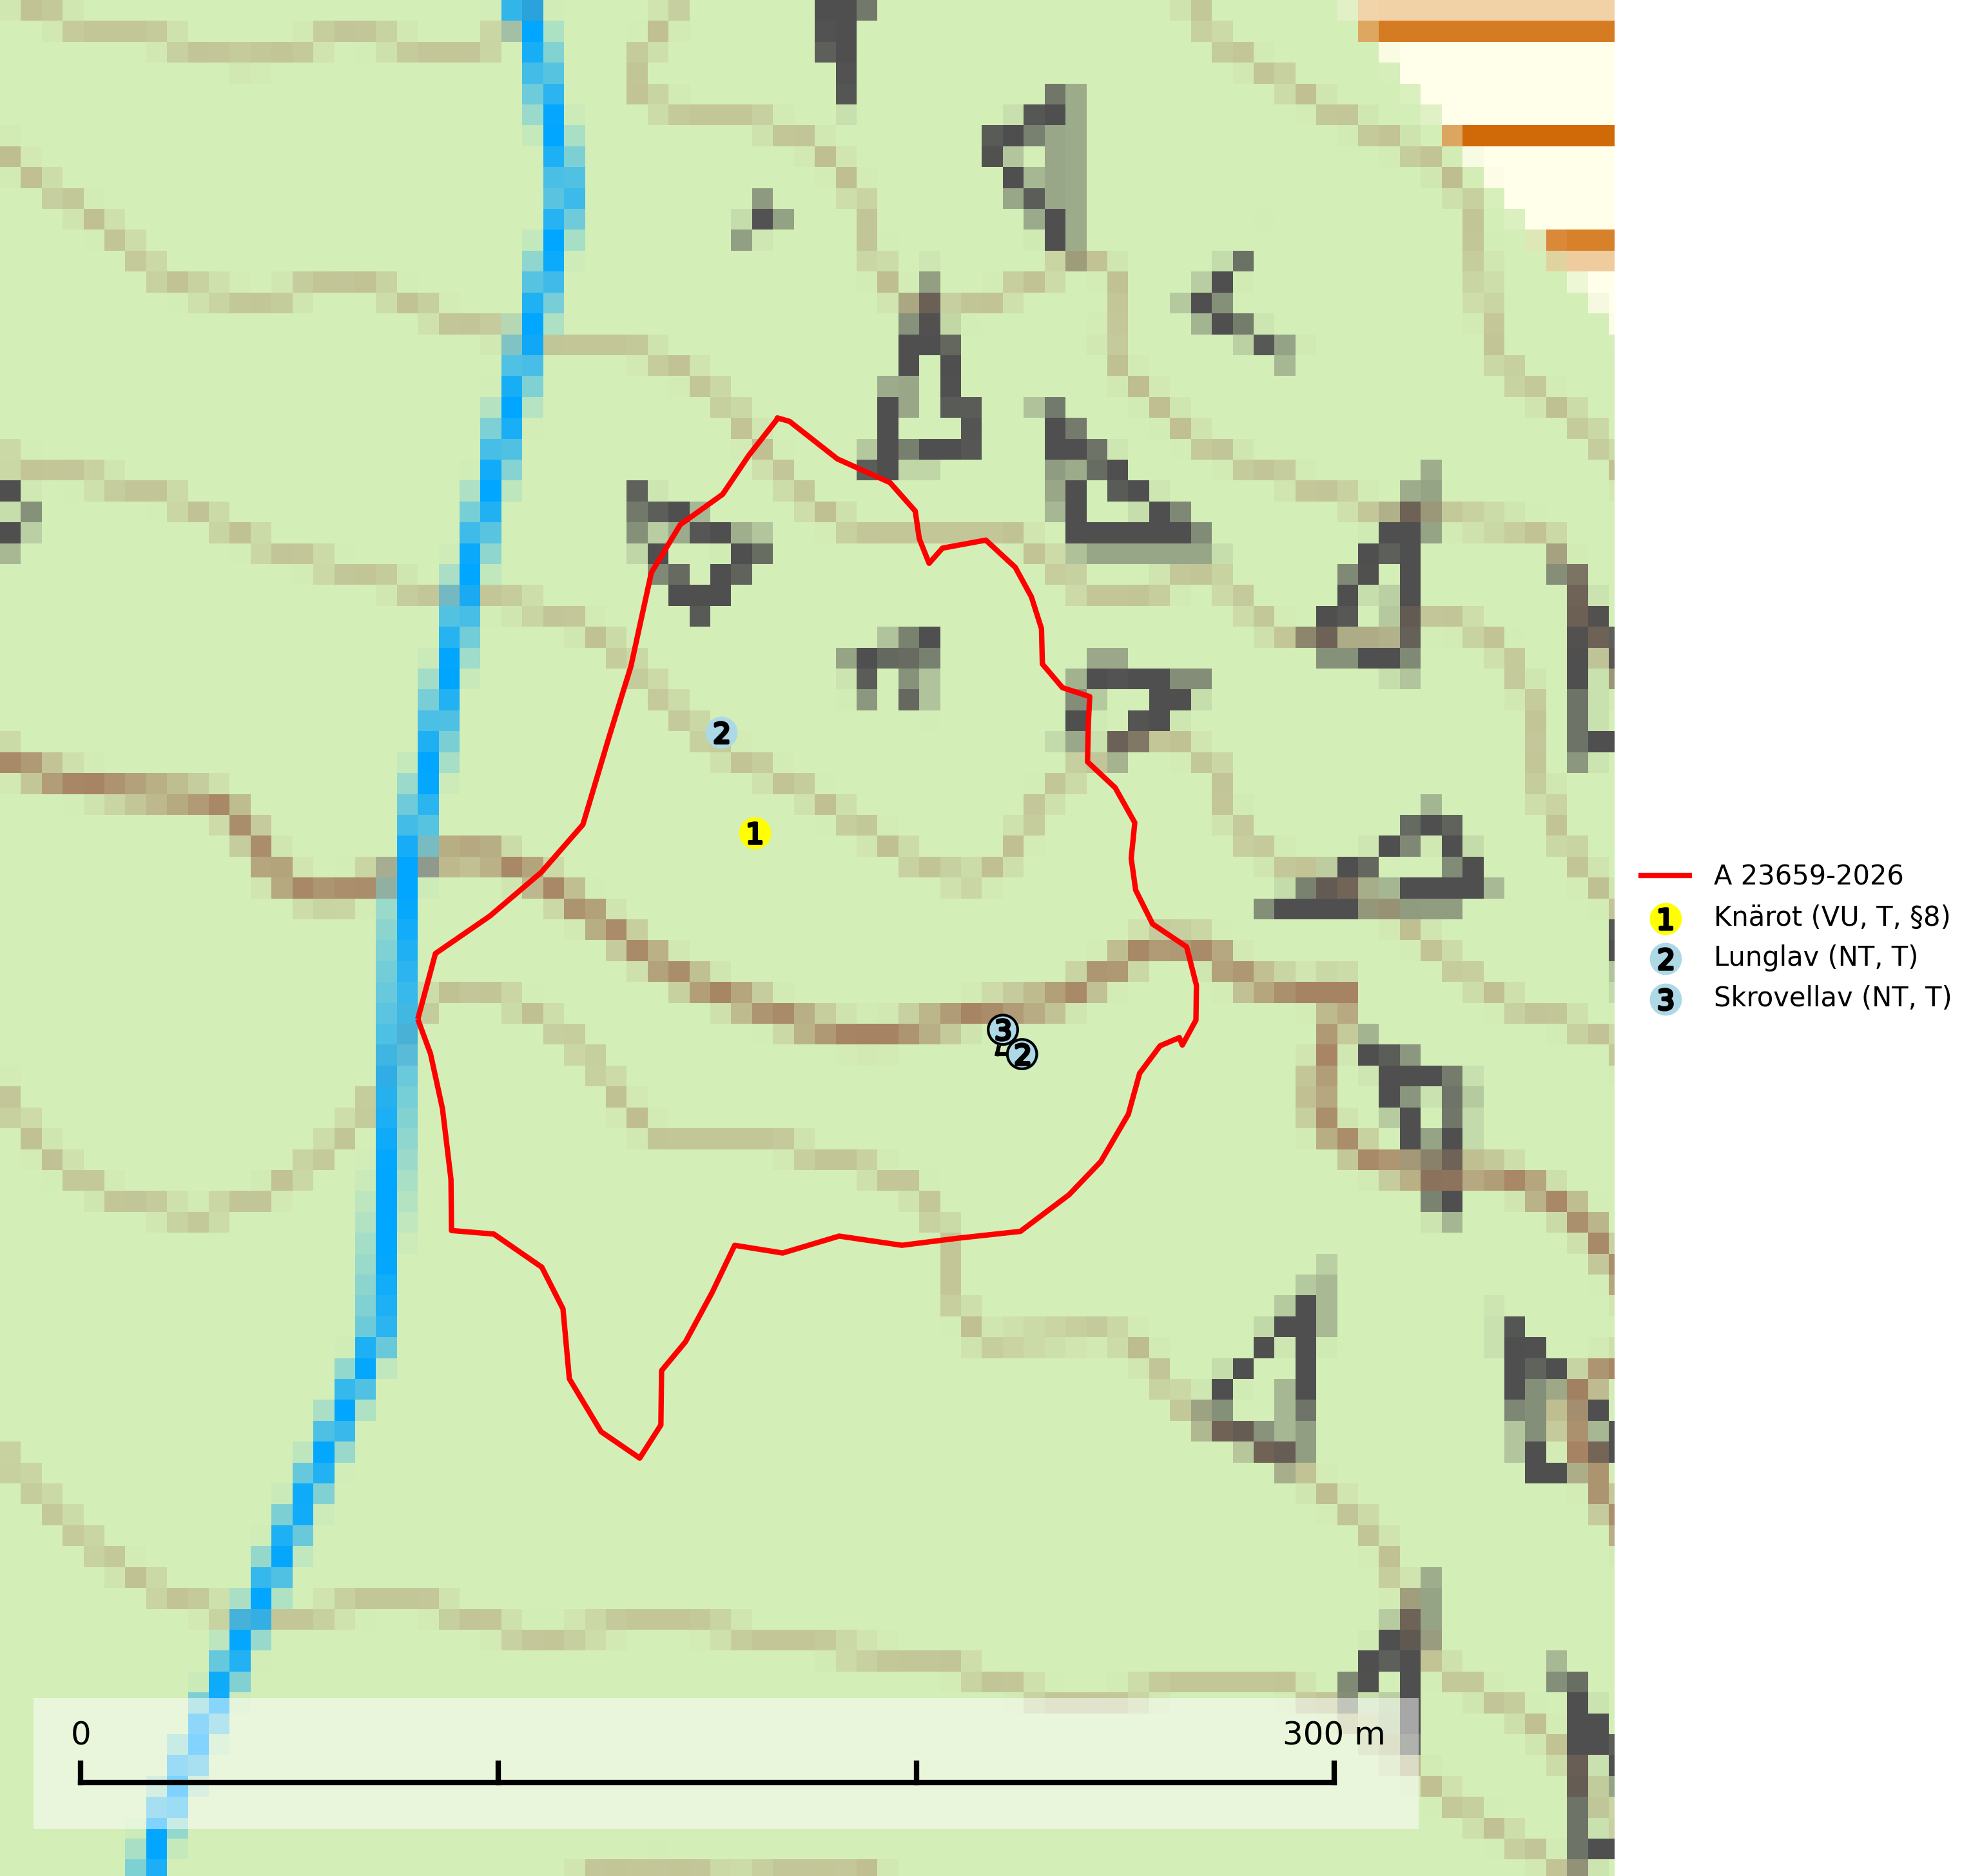 2
1
3
2
A 23659-2026
1 Knärot (VU, T, §8)
2 Lunglav (NT, T)
3 Skrovellav (NT, T)
0 300 m